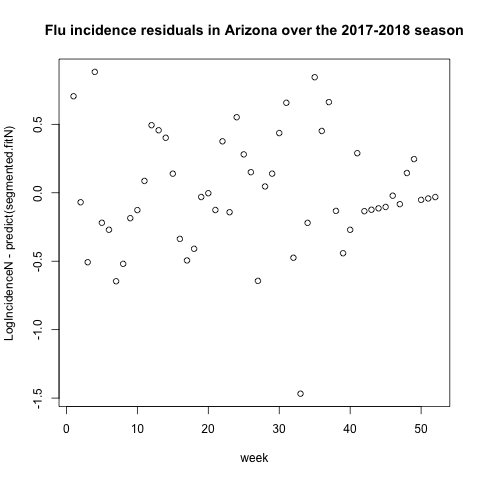 Flu incidence residuals in Arizona over the 2017-2018 season
LogIncidenceN - predict(segmented.fitN)
0.5
0.0
-0.5
-1.0
-1.5
0 10 20 30 40 50
week